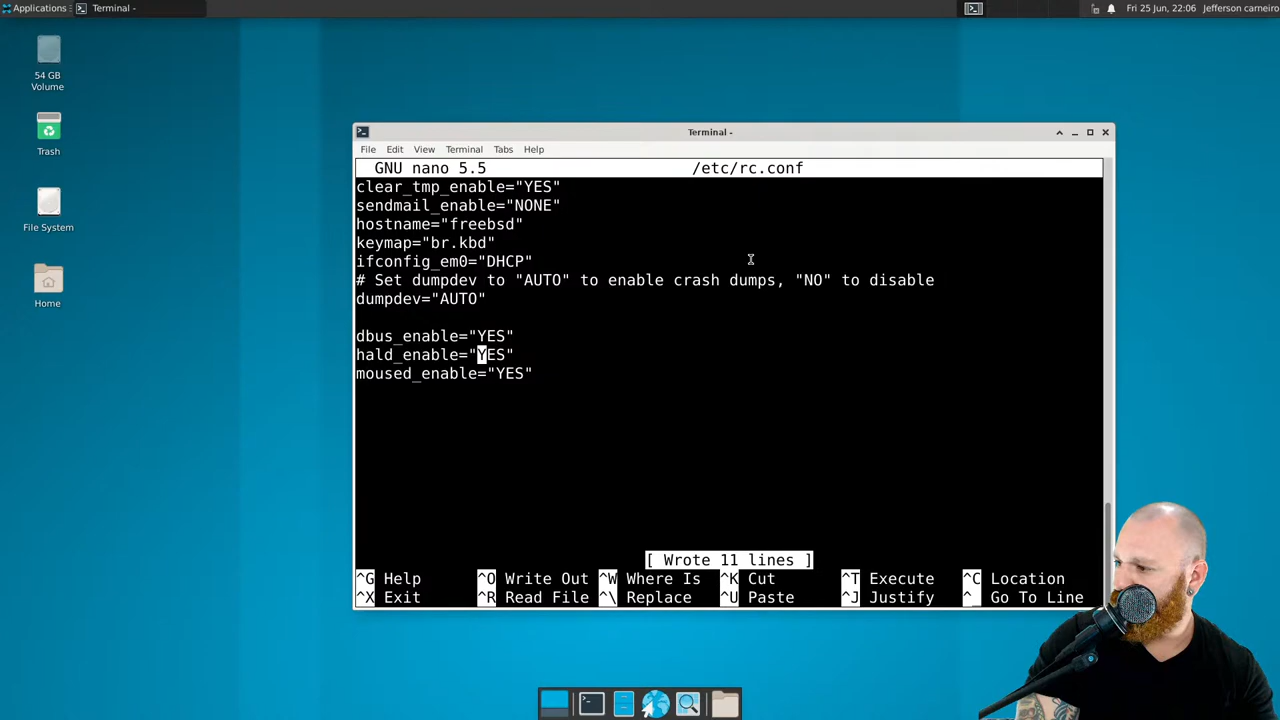 Applications
Terminal -
Fri 25 Jun, 22:06
Jefferson carneiro
54 GB
Volume
Trash
File System
Home
Terminal -
File Edit View Terminal Tabs Help
GNU nano 5.5 /etc/rc.conf
clear_tmp_enable="YES"
sendmail_enable="NONE"
hostname="freebsd"
keymap="br.kbd"
ifconfig_em0="DHCP"
# Set dumpdev to "AUTO" to enable crash dumps, "NO" to disable
dumpdev="AUTO"
dbus_enable="YES"
hald_enable="YES"
moused_enable="YES"
[ Wrote 11 lines ]
^G Help ^O Write Out ^W Where Is ^K Cut ^T Execute ^C Location
^X Exit ^R Read File ^\ Replace ^U Paste ^J Justify ^_ Go To Line